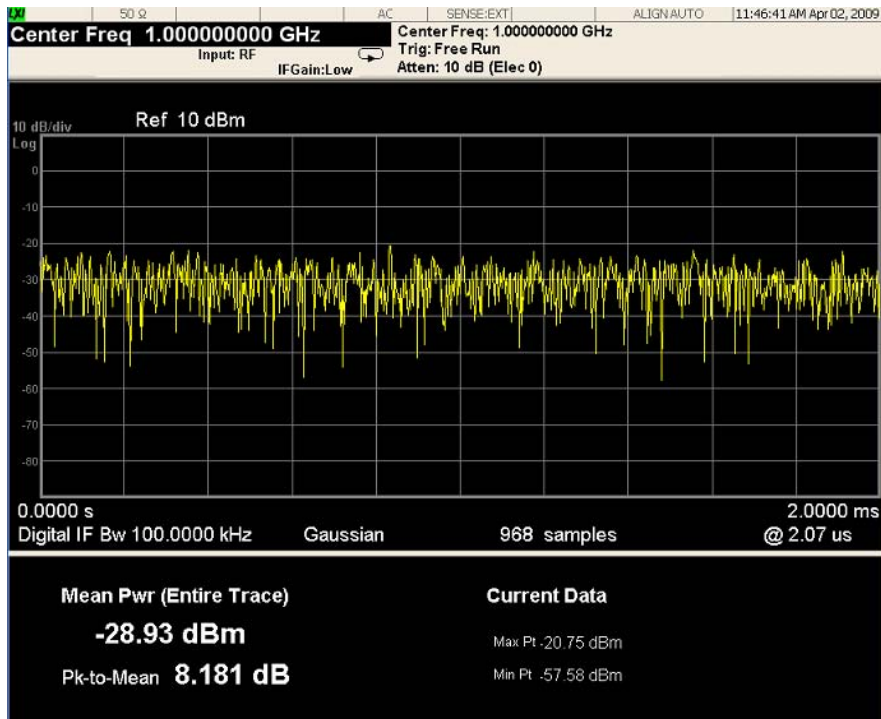 LXI 50 Ω AC SENSE:EXT ALIGN AUTO 11:46:41 AM Apr 02, 2009
Center Freq 1.000000000 GHz
Input: RF
IFGain:Low
Center Freq: 1.000000000 GHz
Trig: Free Run
Atten: 10 dB (Elec 0)
10 dB/div Ref 10 dBm
Log
0
-10
-20
-30
-40
-50
-60
-70
-80
0.0000 s 2.0000 ms
Digital IF Bw 100.0000 kHz Gaussian 968 samples @ 2.07 us
Mean Pwr (Entire Trace)
-28.93 dBm
Pk-to-Mean 8.181 dB
Current Data
Max Pt -20.75 dBm
Min Pt -57.58 dBm